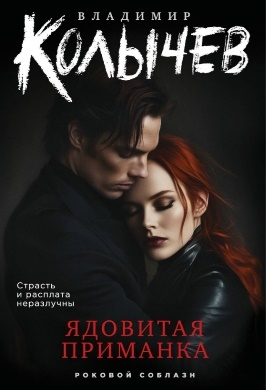 ВЛАДИМИР
КОЛЫЧЕВ
Страсть
и расплата
неразлучны
ЯДОВИТАЯ
ПРИМАНКА
РОКОВОЙ СОБЛАЗН